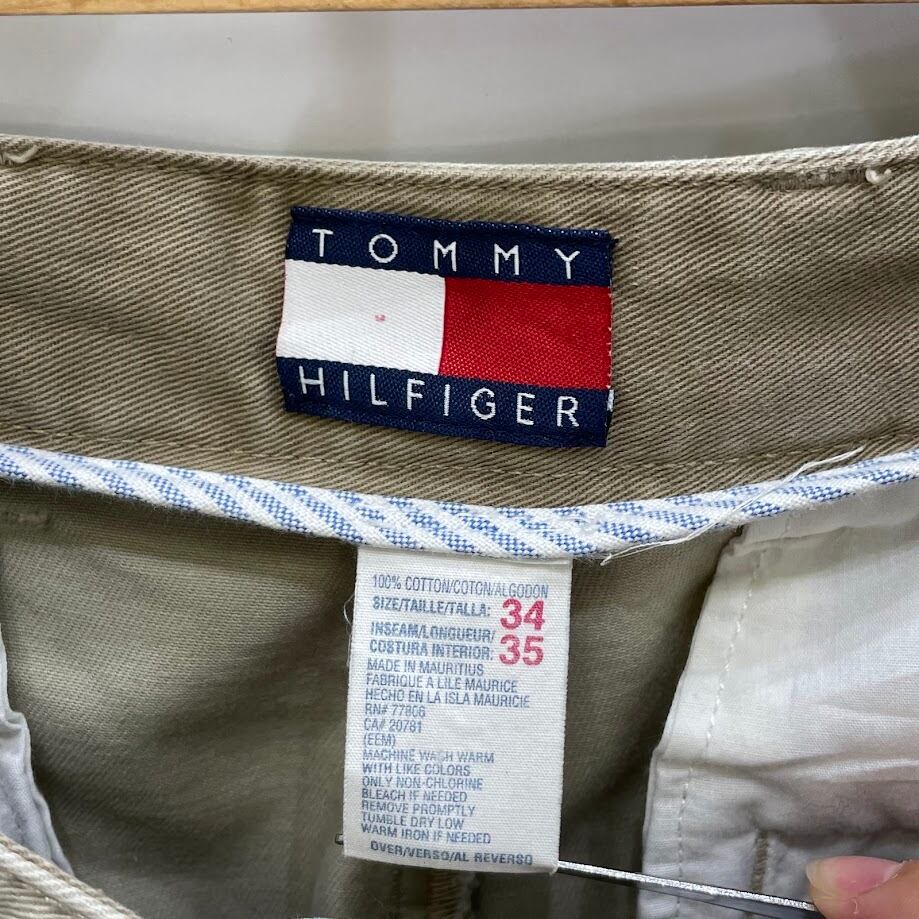 TOMMY
HILFIGER
100% COTTON/COTON/ALGODON
SIZE/TAILLE/TALLA: 34
INSEAM/LONGUEUR/
COSTURA INTERIOR: 35
MADE IN MAURITIUS
FABRIQUE A LILE MAURICE
HECHO EN LA ISLA MAURICIE
RN# 77806
CA# 20781
(EEM)
MACHINE WASH WARM
WITH LIKE COLORS
ONLY NON-CHLORINE
BLEACH IF NEEDED
REMOVE PROMPTLY
TUMBLE DRY LOW
WARM IRON IF NEEDED
OVER/VERSO/AL REVERSO